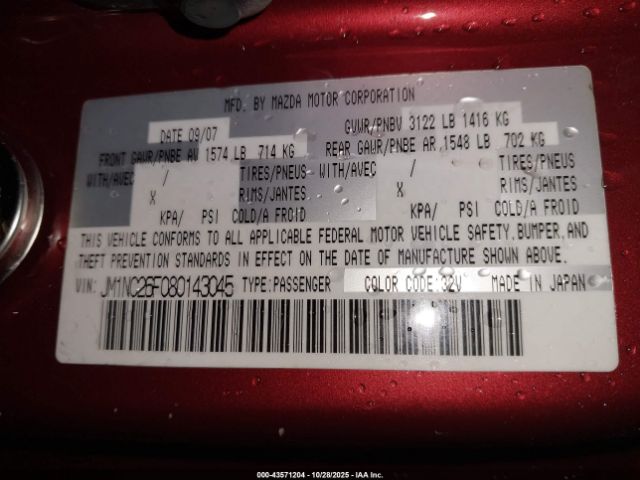 MFD. BY MAZDA MOTOR CORPORATION
DATE 09/07 GVWR/PNBV 3122 LB 1416 KG
FRONT GAWR/PNBE AV 1574 LB 714 KG REAR GAWR/PNBE AR 1548 LB 702 KG
WITH/AVEC / TIRES/PNEUS WITH/AVEC / TIRES/PNEUS
X RIMS/JANTES X RIMS/JANTES
KPA/ PSI COLD/A FROID KPA/ PSI COLD/A FROID
THIS VEHICLE CONFORMS TO ALL APPLICABLE FEDERAL MOTOR VEHICLE SAFETY, BUMPER, AND
THEFT PREVENTION STANDARDS IN EFFECT ON THE DATE OF MANUFACTURE SHOWN ABOVE.
VIN: JM1NC26F080143045 TYPE:PASSENGER COLOR CODE:32V MADE IN JAPAN
000-43571204 | 10/28/2025 | IAA Inc.